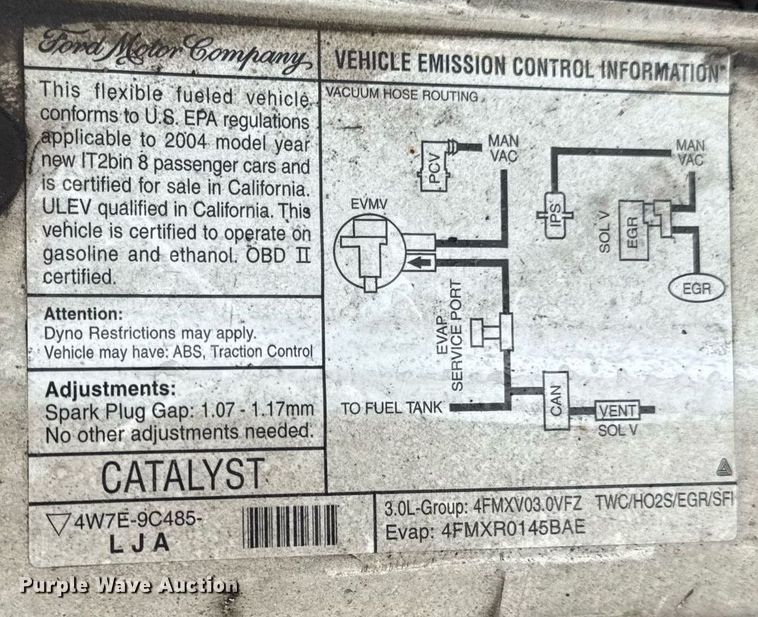 Ford Motor Company
VEHICLE EMISSION CONTROL INFORMATION
This flexible fueled vehicle
conforms to U.S. EPA regulations
applicable to 2004 model year
new IT2bin 8 passenger cars and
is certified for sale in California.
ULEV qualified in California. This
vehicle is certified to operate on
gasoline and ethanol. OBD II
certified.
Attention:
Dyno Restrictions may apply.
Vehicle may have: ABS, Traction Control
Adjustments:
Spark Plug Gap: 1.07 - 1.17mm
No other adjustments needed.
CATALYST
4W7E-9C485-
LJA
VACUUM HOSE ROUTING
PCV
MAN
VAC
IPS
MAN
VAC
SOL V
EGR
EGR
EVMV
EVAP
SERVICE PORT
TO FUEL TANK
CAN
VENT
SOL V
3.0L-Group: 4FMXV03.0VFZ TWC/HO2S/EGR/SFI
Evap: 4FMXR0145BAE
Purple Wave Auction